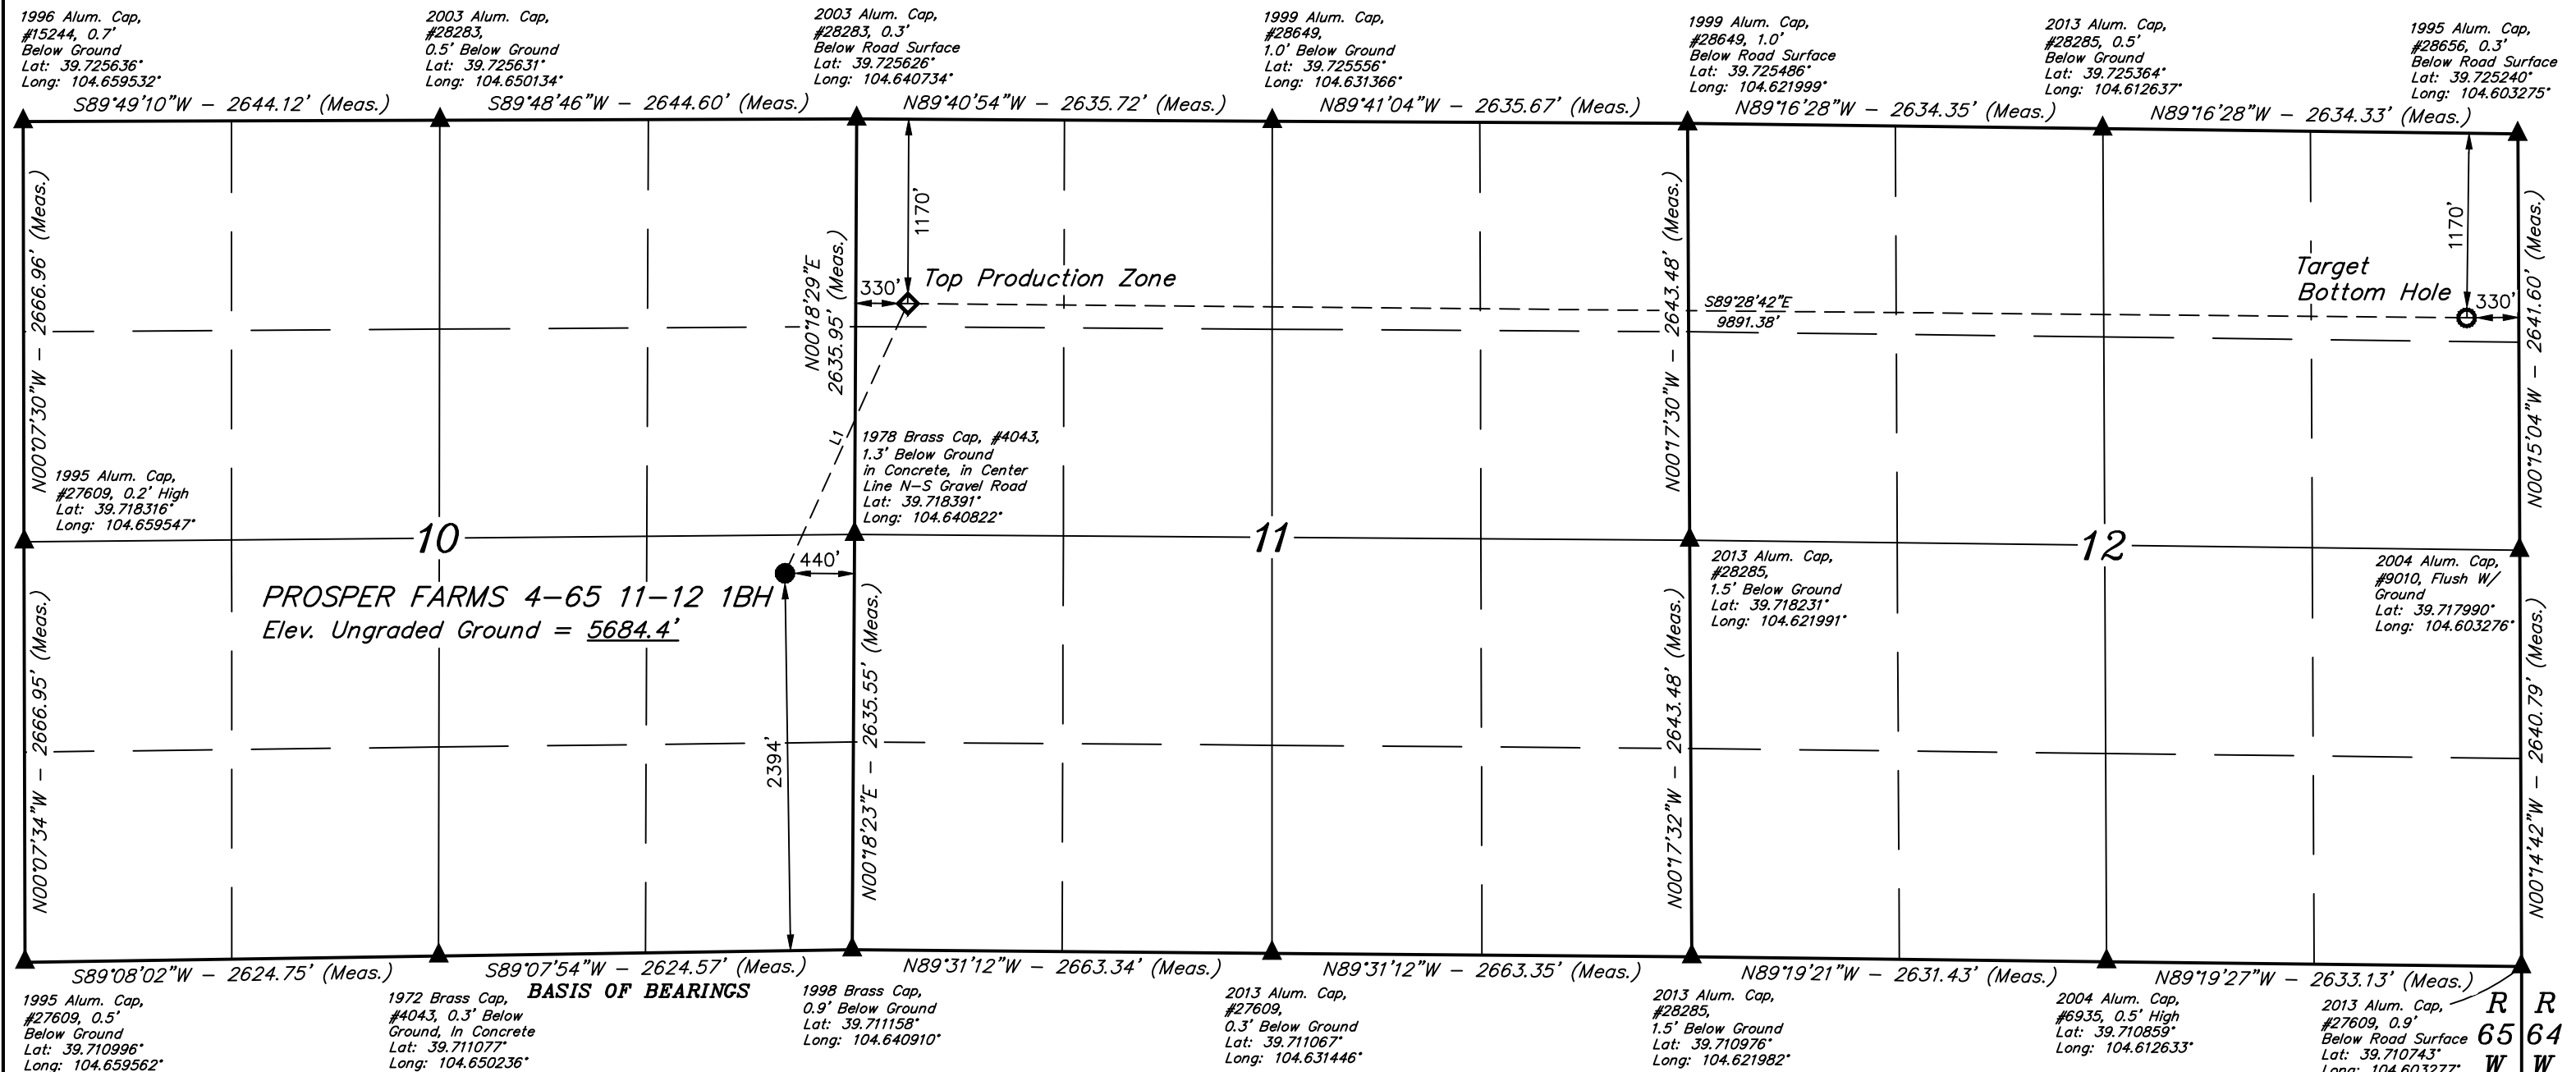 1996 Alum. Cap,
#15244, 0.7'
Below Ground
Lat: 39.725636°
Long: 104.659532°
2003 Alum. Cap,
#28283,
0.5' Below Ground
Lat: 39.725631°
Long: 104.650134°
2003 Alum. Cap,
#28283, 0.3'
Below Road Surface
Lat: 39.725626°
Long: 104.640734°
1999 Alum. Cap,
#28649,
1.0' Below Ground
Lat: 39.725556°
Long: 104.631366°
1999 Alum. Cap,
#28649, 1.0'
Below Road Surface
Lat: 39.725486°
Long: 104.621999°
2013 Alum. Cap,
#28285, 0.5'
Below Ground
Lat: 39.725364°
Long: 104.612637°
1995 Alum. Cap,
#28656, 0.3'
Below Road Surface
Lat: 39.725240°
Long: 104.603275°
S89°49'10"W – 2644.12' (Meas.)
S89°48'46"W – 2644.60' (Meas.)
N89°40'54"W – 2635.72' (Meas.)
N89°41'04"W – 2635.67' (Meas.)
N89°16'28"W – 2634.35' (Meas.)
N89°16'28"W – 2634.33' (Meas.)
N00°07'30"W – 2666.96' (Meas.)
N00°18'29"E
2635.95' (Meas.)
1170'
330'
Top Production Zone
N00°17'30"W – 2643.48' (Meas.)
S89°28'42"E
9891.38'
Target
Bottom Hole
1170'
330'
N00°15'04"W – 2641.60' (Meas.)
L1
1995 Alum. Cap,
#27609, 0.2' High
Lat: 39.718316°
Long: 104.659547°
1978 Brass Cap, #4043,
1.3' Below Ground
in Concrete, in Center
Line N–S Gravel Road
Lat: 39.718391°
Long: 104.640822°
10
11
12
440'
PROSPER FARMS 4–65 11–12 1BH
Elev. Ungraded Ground = 5684.4'
2013 Alum. Cap,
#28285,
1.5' Below Ground
Lat: 39.718231°
Long: 104.621991°
2004 Alum. Cap,
#9010, Flush W/
Ground
Lat: 39.717990°
Long: 104.603276°
N00°07'34"W – 2666.95' (Meas.)
2394'
N00°18'23"E – 2635.55' (Meas.)
N00°17'32"W – 2643.48' (Meas.)
N00°14'42"W – 2640.79' (Meas.)
S89°08'02"W – 2624.75' (Meas.)
S89°07'54"W – 2624.57' (Meas.)
BASIS OF BEARINGS
N89°31'12"W – 2663.34' (Meas.)
N89°31'12"W – 2663.35' (Meas.)
N89°19'21"W – 2631.43' (Meas.)
N89°19'27"W – 2633.13' (Meas.)
1995 Alum. Cap,
#27609, 0.5'
Below Ground
Lat: 39.710996°
Long: 104.659562°
1972 Brass Cap,
#4043, 0.3' Below
Ground, In Concrete
Lat: 39.711077°
Long: 104.650236°
1998 Brass Cap,
0.9' Below Ground
Lat: 39.711158°
Long: 104.640910°
2013 Alum. Cap,
#27609,
0.3' Below Ground
Lat: 39.711067°
Long: 104.631446°
2013 Alum. Cap,
#28285,
1.5' Below Ground
Lat: 39.710976°
Long: 104.621982°
2004 Alum. Cap,
#6935, 0.5' High
Lat: 39.710859°
Long: 104.612633°
2013 Alum. Cap,
#27609, 0.9'
Below Road Surface
Lat: 39.710743°
Long: 104.603277°
R R
65 64
W W